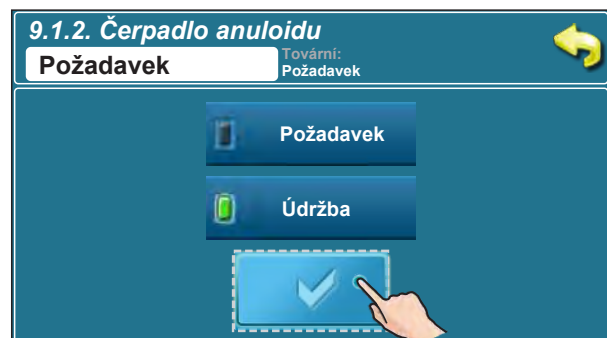 9.1.2. Čerpadlo anuloidu
Požadavek
Tovární:
Požadavek
Požadavek
Údržba